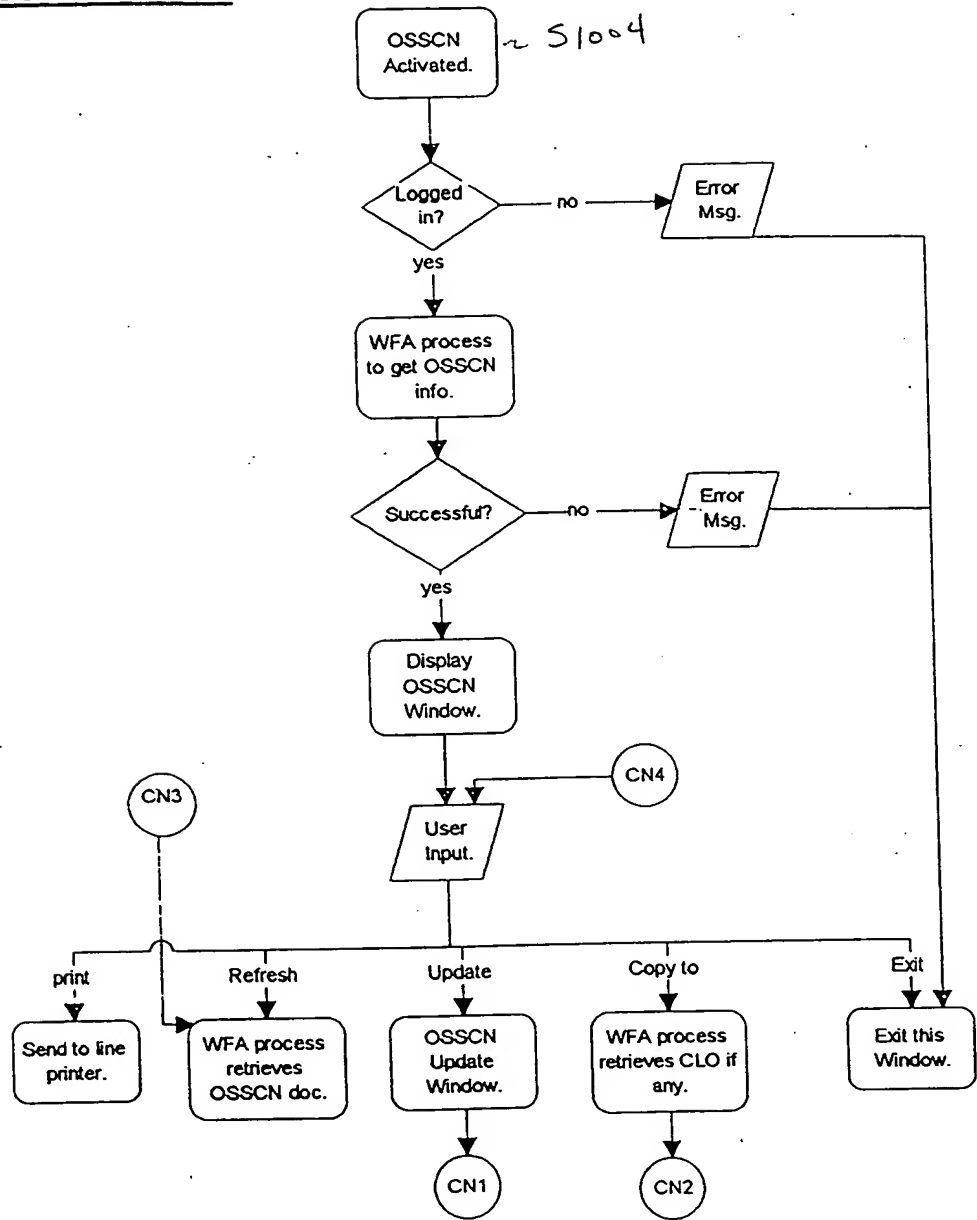 OSSCN
Activated.
~ S1004
Logged
in?
no
Error
Msg.
yes
WFA process
to get OSSCN
info.
Successful?
no
Error
Msg.
yes
Display
OSSCN
Window.
CN4
CN3
User
Input.
print
Refresh
Update
Copy to
Exit
Send to line
printer.
WFA process
retrieves
OSSCN doc.
OSSCN
Update
Window.
WFA process
retrieves CLO if
any.
Exit this
Window.
CN1
CN2